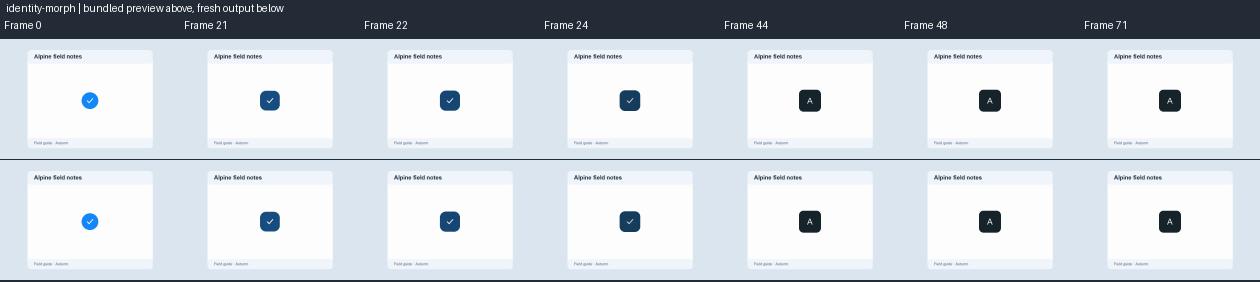 identity-morph | bundled preview above, fresh output below
Frame 0 Frame 21 Frame 22 Frame 24 Frame 44 Frame 48 Frame 71
Alpine field notes Alpine field notes Alpine field notes Alpine field notes Alpine field notes Alpine field notes Alpine field notes
A A A
Field guide · Autumn Field guide · Autumn Field guide · Autumn Field guide · Autumn Field guide · Autumn Field guide · Autumn Field guide · Autumn
Alpine field notes Alpine field notes Alpine field notes Alpine field notes Alpine field notes Alpine field notes Alpine field notes
A A A
Field guide · Autumn Field guide · Autumn Field guide · Autumn Field guide · Autumn Field guide · Autumn Field guide · Autumn Field guide · Autumn